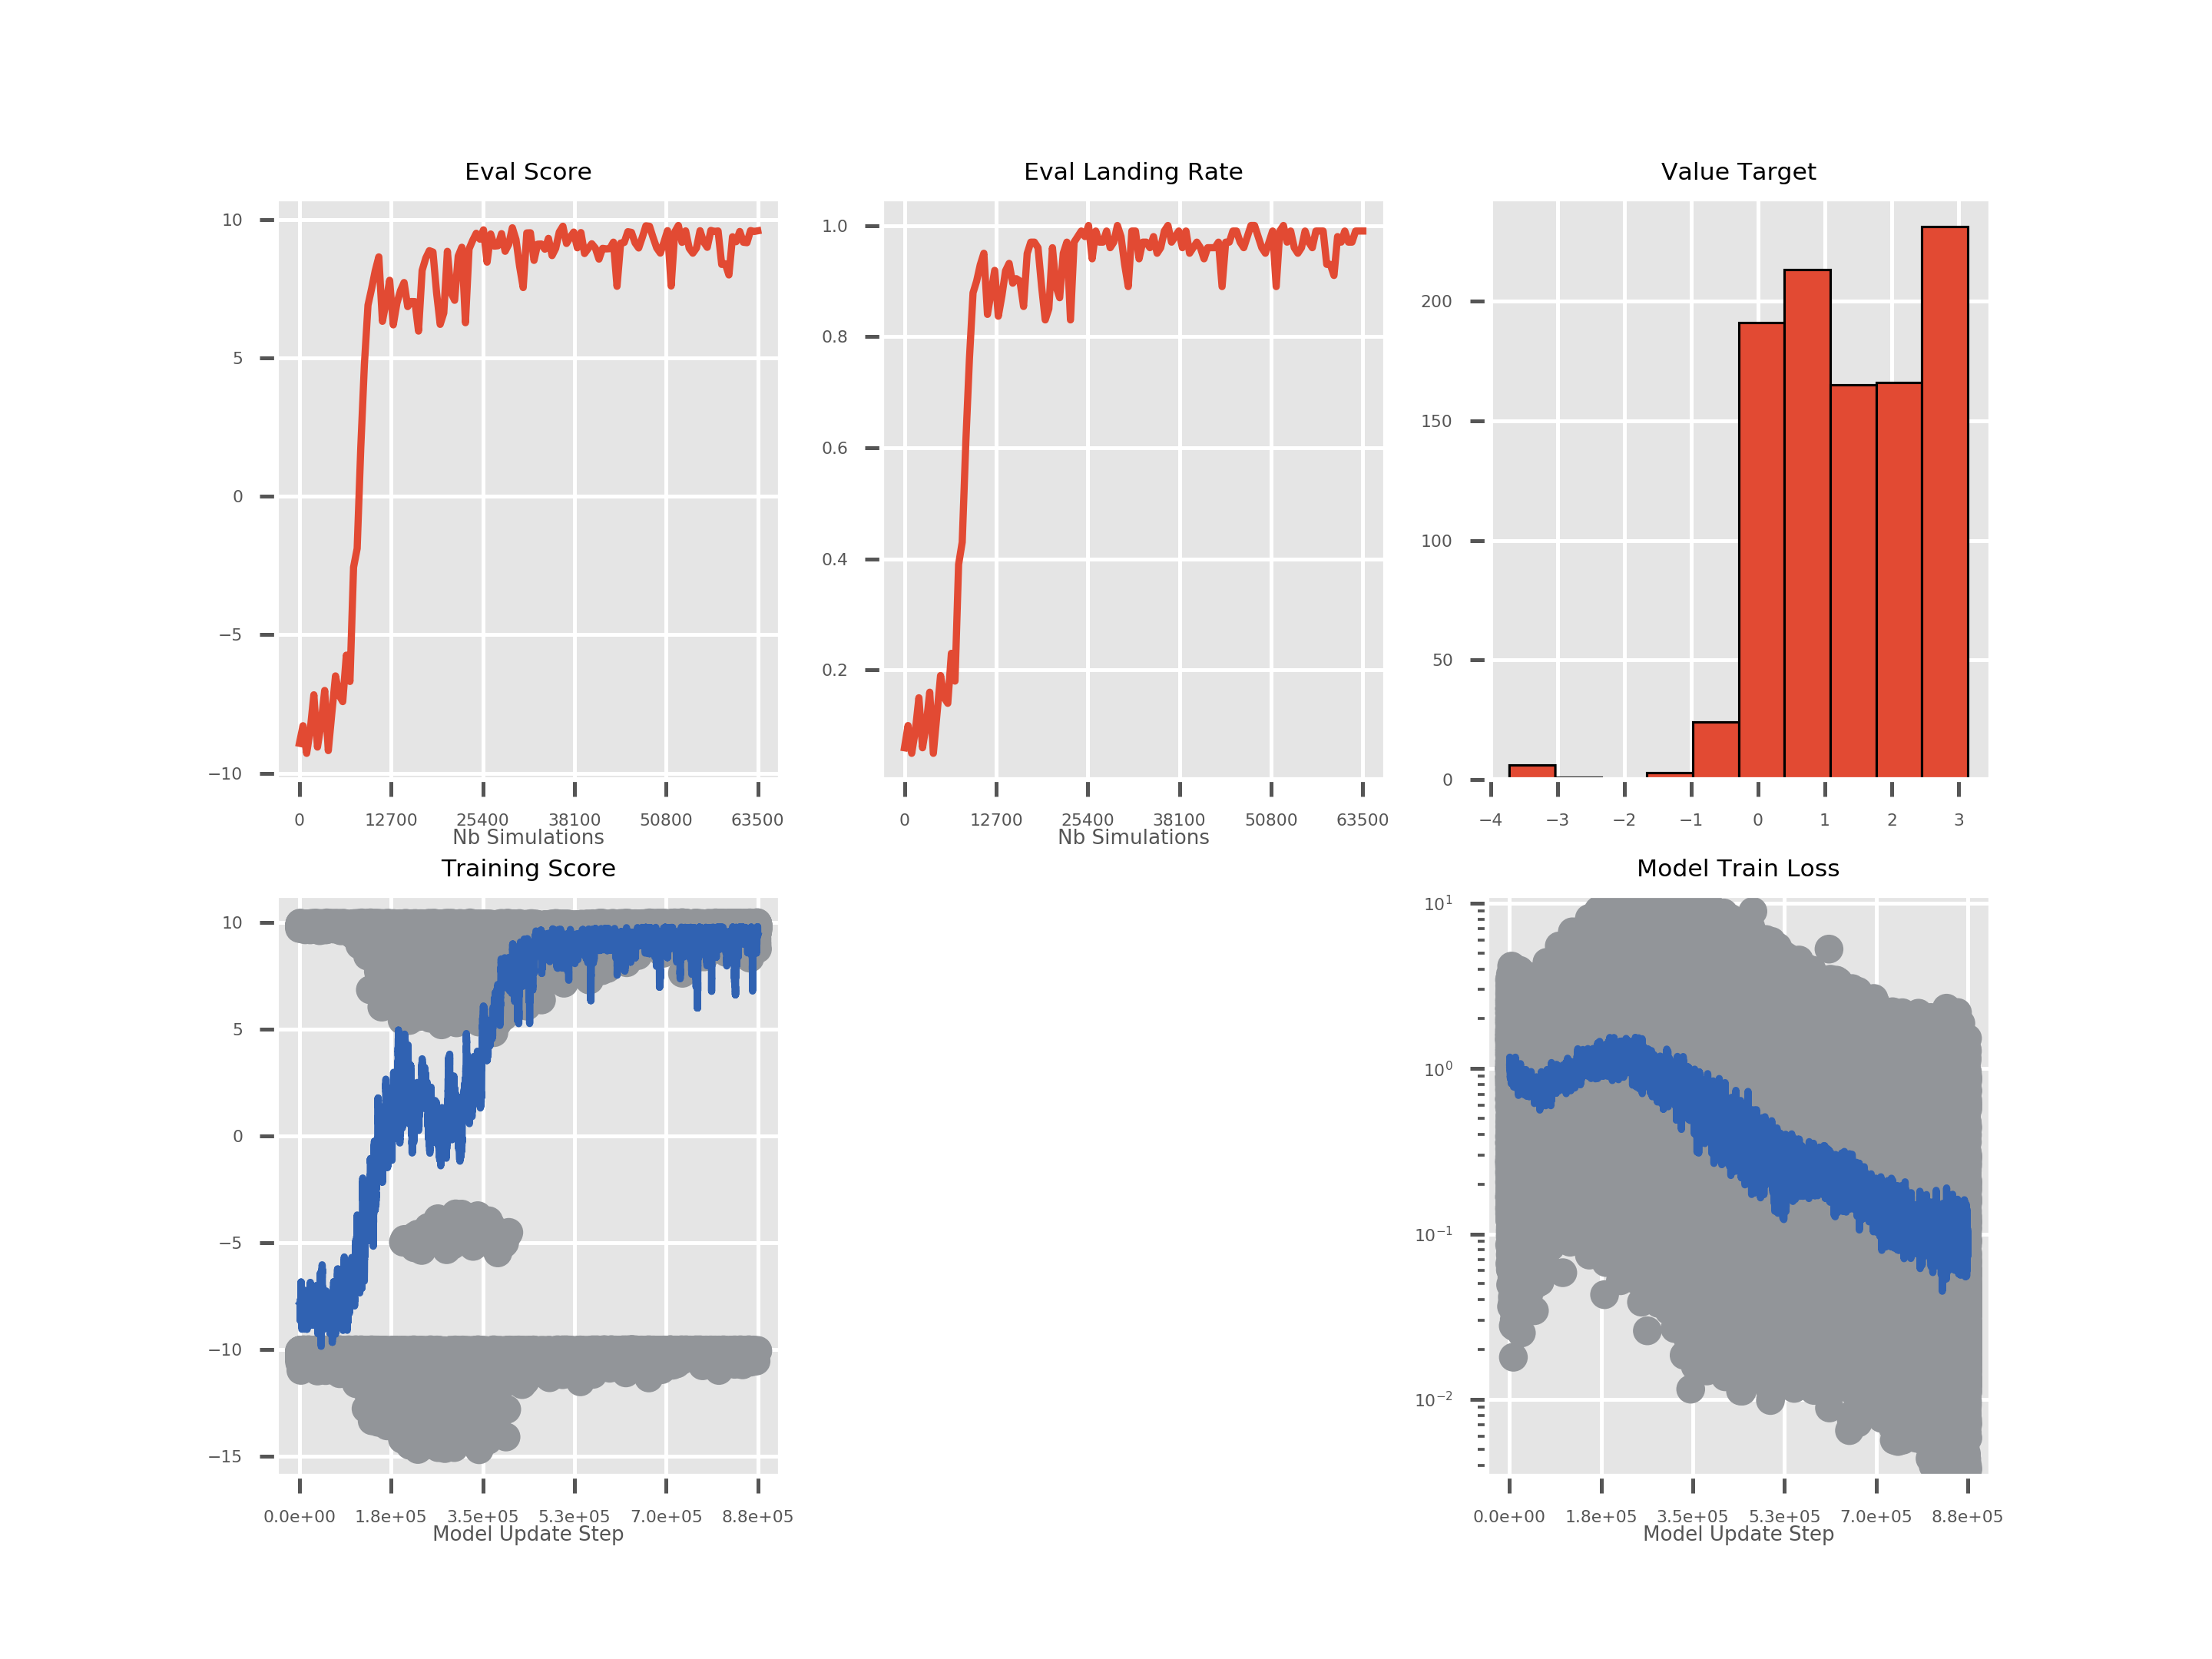 Eval Score
10
5
0
−5
−10
0 12700 25400 38100 50800 63500
Nb Simulations
Eval Landing Rate
1.0
0.8
0.6
0.4
0.2
0 12700 25400 38100 50800 63500
Nb Simulations
Value Target
200
150
100
50
0
−4 −3 −2 −1 0 1 2 3
Training Score
10
5
0
−5
−10
−15
0.0e+00 1.8e+05 3.5e+05 5.3e+05 7.0e+05 8.8e+05
Model Update Step
Model Train Loss
10¹
10⁰
10⁻¹
10⁻²
0.0e+00 1.8e+05 3.5e+05 5.3e+05 7.0e+05 8.8e+05
Model Update Step